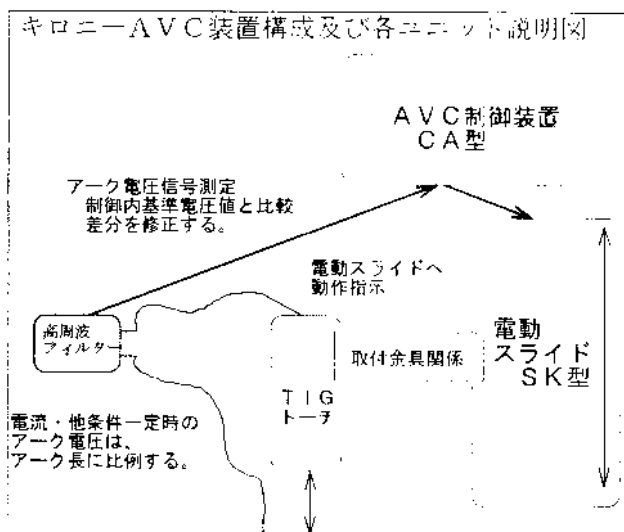 キロニーAVC装置構成及び各ユニット説明図
AVC制御装置
CA型
アーク電圧信号測定
制御内基準電圧値と比較
差分を修正する。
電動スライドへ
動作指示
高周波
フィルター
電動
スライド
SK型
取付金具関係
TIG
トーチ
電流・他条件一定時の
アーク電圧は、
アーク長に比例する。